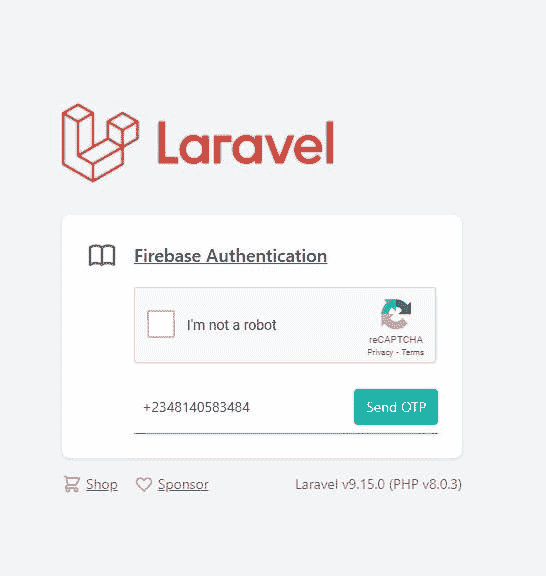 Laravel
Firebase Authentication
I'm not a robot
reCAPTCHA
Privacy - Terms
+2348140583484
Send OTP
Shop
Sponsor
Laravel v9.15.0 (PHP v8.0.3)